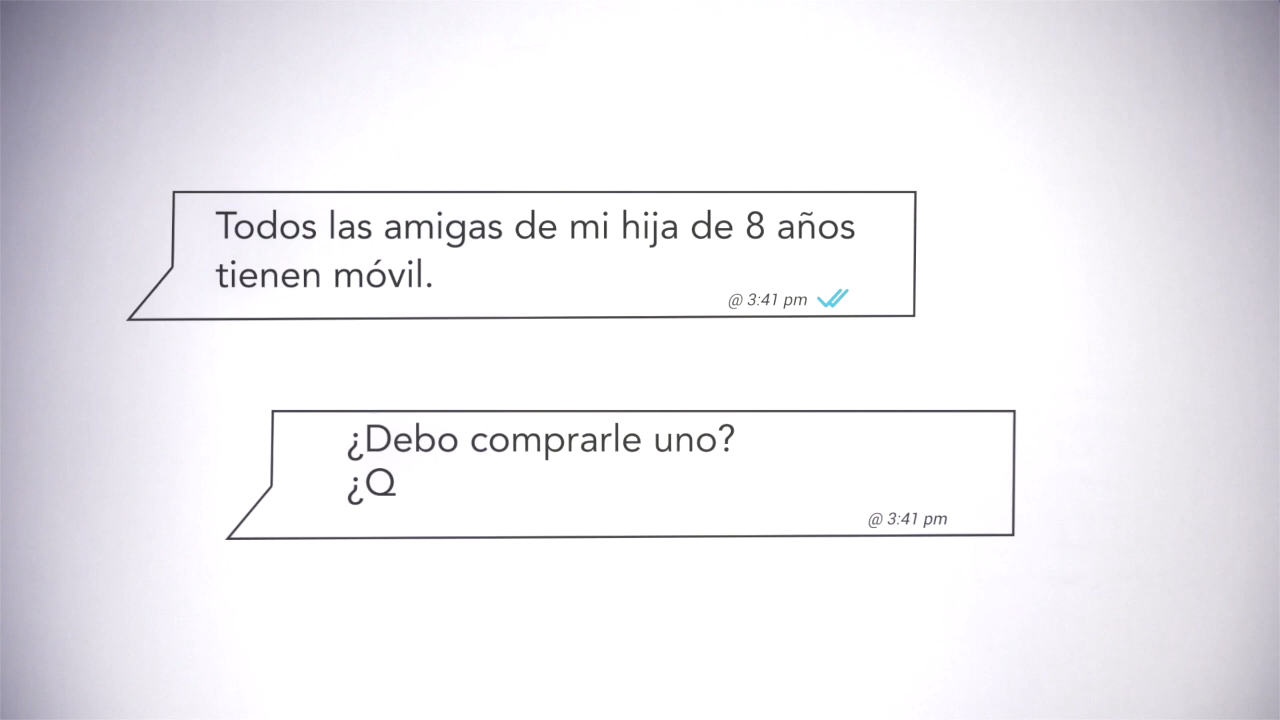 Todos las amigas de mi hija de 8 años
tienen móvil.
@ 3:41 pm
¿Debo comprarle uno?
¿Q
@ 3:41 pm